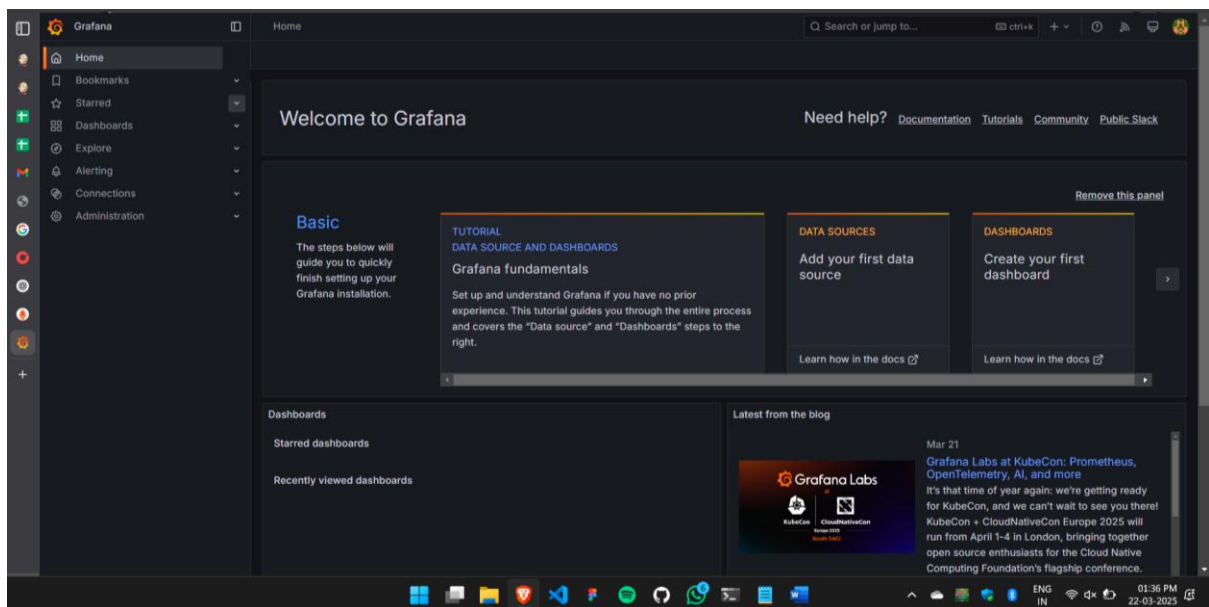 Grafana
Home
Search or jump to...
ctrl+k
Home
Bookmarks
Starred
Dashboards
Explore
Alerting
Connections
Administration
Welcome to Grafana
Need help?
Documentation
Tutorials
Community
Public Slack
Remove this panel
Basic
The steps below will
guide you to quickly
finish setting up your
Grafana installation.
TUTORIAL
DATA SOURCE AND DASHBOARDS
Grafana fundamentals
Set up and understand Grafana if you have no prior
experience. This tutorial guides you through the entire process
and covers the “Data source” and “Dashboards” steps to the
right.
DATA SOURCES
Add your first data
source
Learn how in the docs
DASHBOARDS
Create your first
dashboard
Learn how in the docs
Dashboards
Starred dashboards
Recently viewed dashboards
Latest from the blog
Grafana Labs
at
KubeCon
CloudNativeCon
Europe 2025
Mar 21
Grafana Labs at KubeCon: Prometheus,
OpenTelemetry, AI, and more
It's that time of year again: we're getting ready
for KubeCon, and we can't wait to see you there!
KubeCon + CloudNativeCon Europe 2025 will
run from April 1-4 in London, bringing together
open source enthusiasts for the Cloud Native
Computing Foundation's flagship conference.
ENG
IN
01:36 PM
22-03-2025